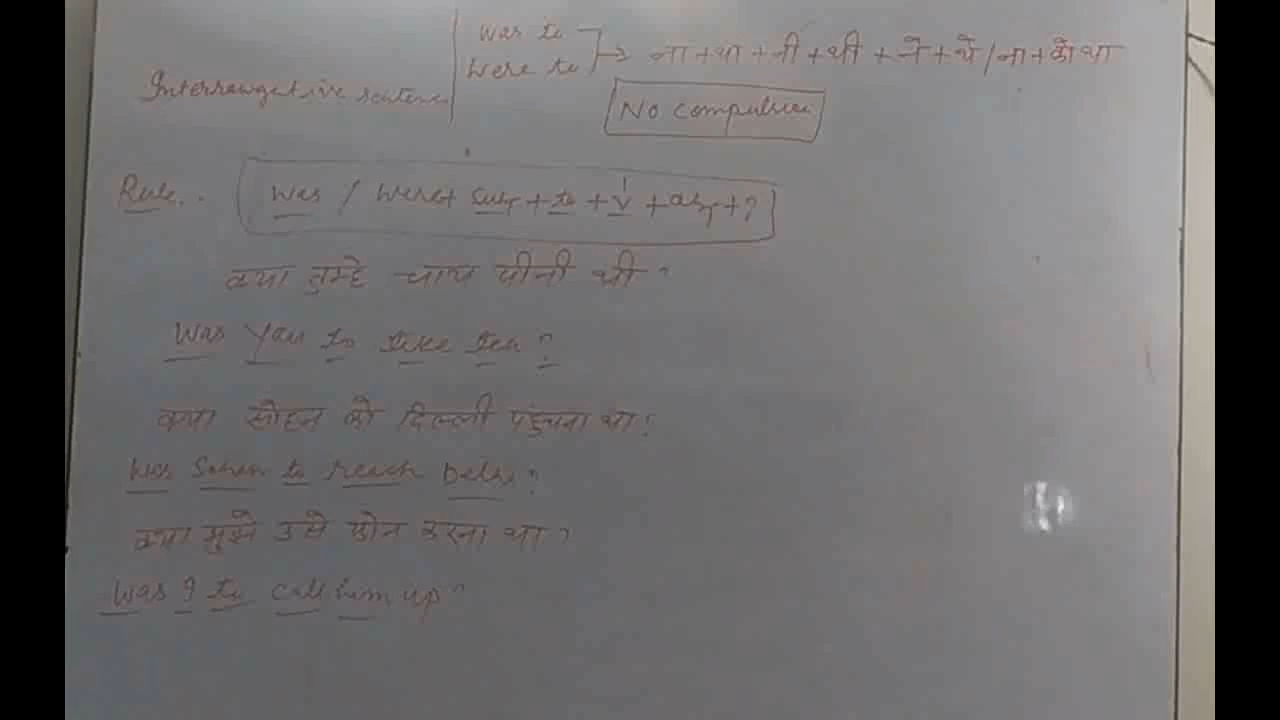 was to
were to → ना+था+नी+थी+ने+थे/ना+को था
Interrowgetive sentence
No compulsion
Rule..
Was / Were+ sub+to+V1+obj+?
क्या तुम्हे चाय पीनी थी?
Was you to take tea?
क्या सोहन को दिल्ली पहुंचना था?
Was Sohan to reach Delhi?
क्या मुझे उसे फोन करना था?
Was I to call him up?